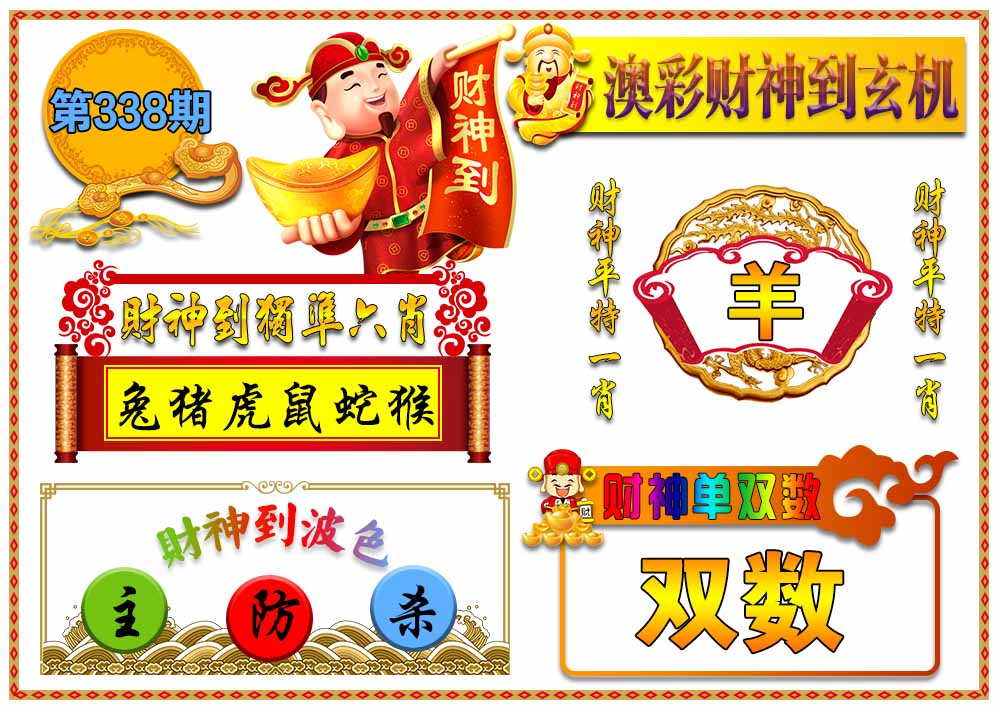 第338期
财神到
澳彩财神到玄机
财神平特一肖
羊
财神平特一肖
財神到獨準六肖
兔猪虎鼠蛇猴
財神到波色
主 防 杀
财神单双数
双数